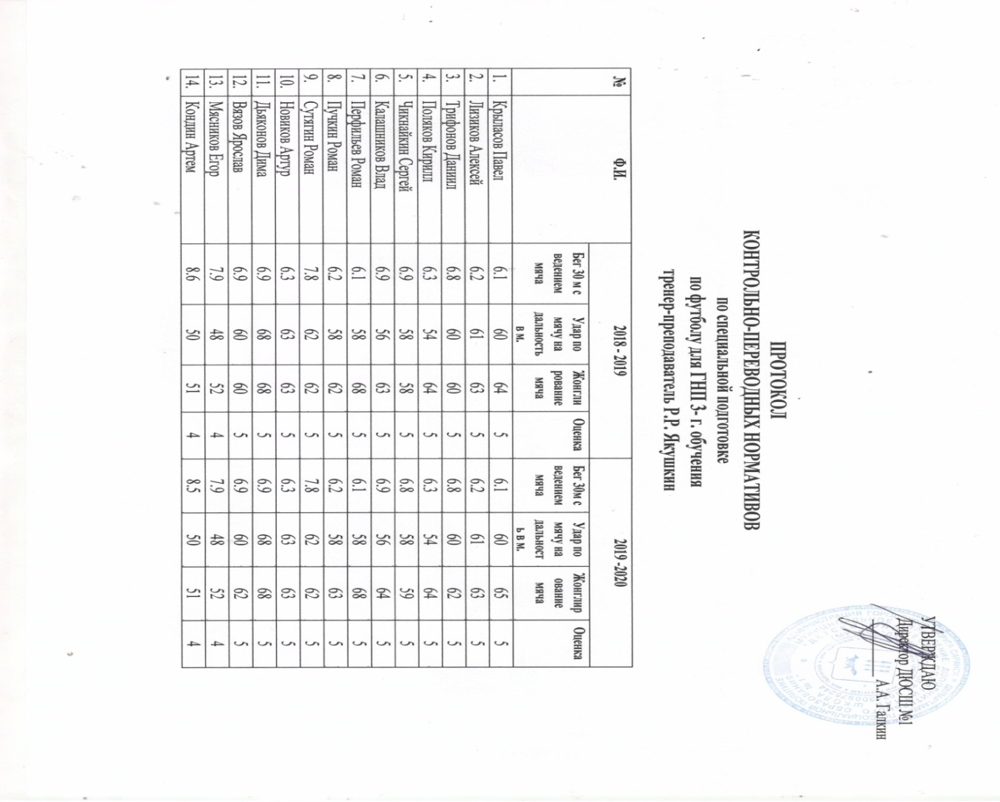 УТВЕРЖДАЮ
Директор ДЮСШ №1
А.А. Галкин
ПРОТОКОЛ
КОНТРОЛЬНО-ПЕРЕВОДНЫХ НОРМАТИВОВ
по специальной подготовке
по футболу для ГНП 3- г. обучения
тренер-преподаватель Р.Р. Якушкин
№ Ф.И. 2018 - 2019 2019 -2020
Бег 30 м с Удар по Жонгли Оценка Бег 30м с Удар по Жонглир Оценка
ведением мячу на рование ведением мячу на ование
мяча дальность мяча мяча дальност мяча
в м. ь в м.
1. Крыласов Павел 6.1 60 64 5 6.1 60 65 5
2. Лизиков Алексей 6.2 61 63 5 6.2 61 63 5
3. Трифонов Даниил 6.8 60 60 5 6.8 60 62 5
4. Поляков Кирилл 6.3 54 64 5 6.3 54 64 5
5. Чикнайкин Сергей 6.9 58 58 5 6.8 58 59 5
6. Калашников Влад 6.9 56 63 5 6.9 56 64 5
7. Перфильев Роман 6.1 58 68 5 6.1 58 68 5
8. Пучкин Роман 6.2 58 62 5 6.2 58 63 5
9. Сутягин Роман 7.8 62 62 5 7.8 62 62 5
10. Новиков Артур 6.3 63 63 5 6.3 63 63 5
11. Дьяконов Дима 6.9 68 68 5 6.9 68 68 5
12. Вязов Ярослав 6.9 60 60 5 6.9 60 62 5
13. Мясников Егор 7.9 48 52 4 7.9 48 52 4
14. Кондин Артем 8.6 50 51 4 8.5 50 51 4